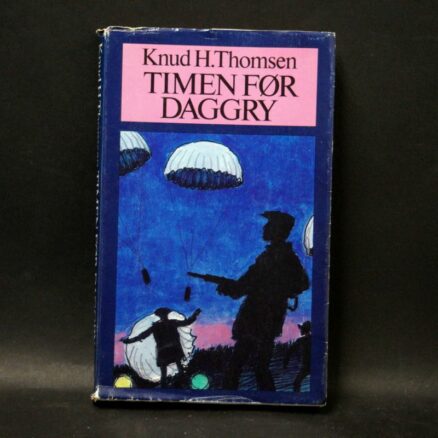 Knud H. Thomsen
TIMEN FØR
DAGGRY